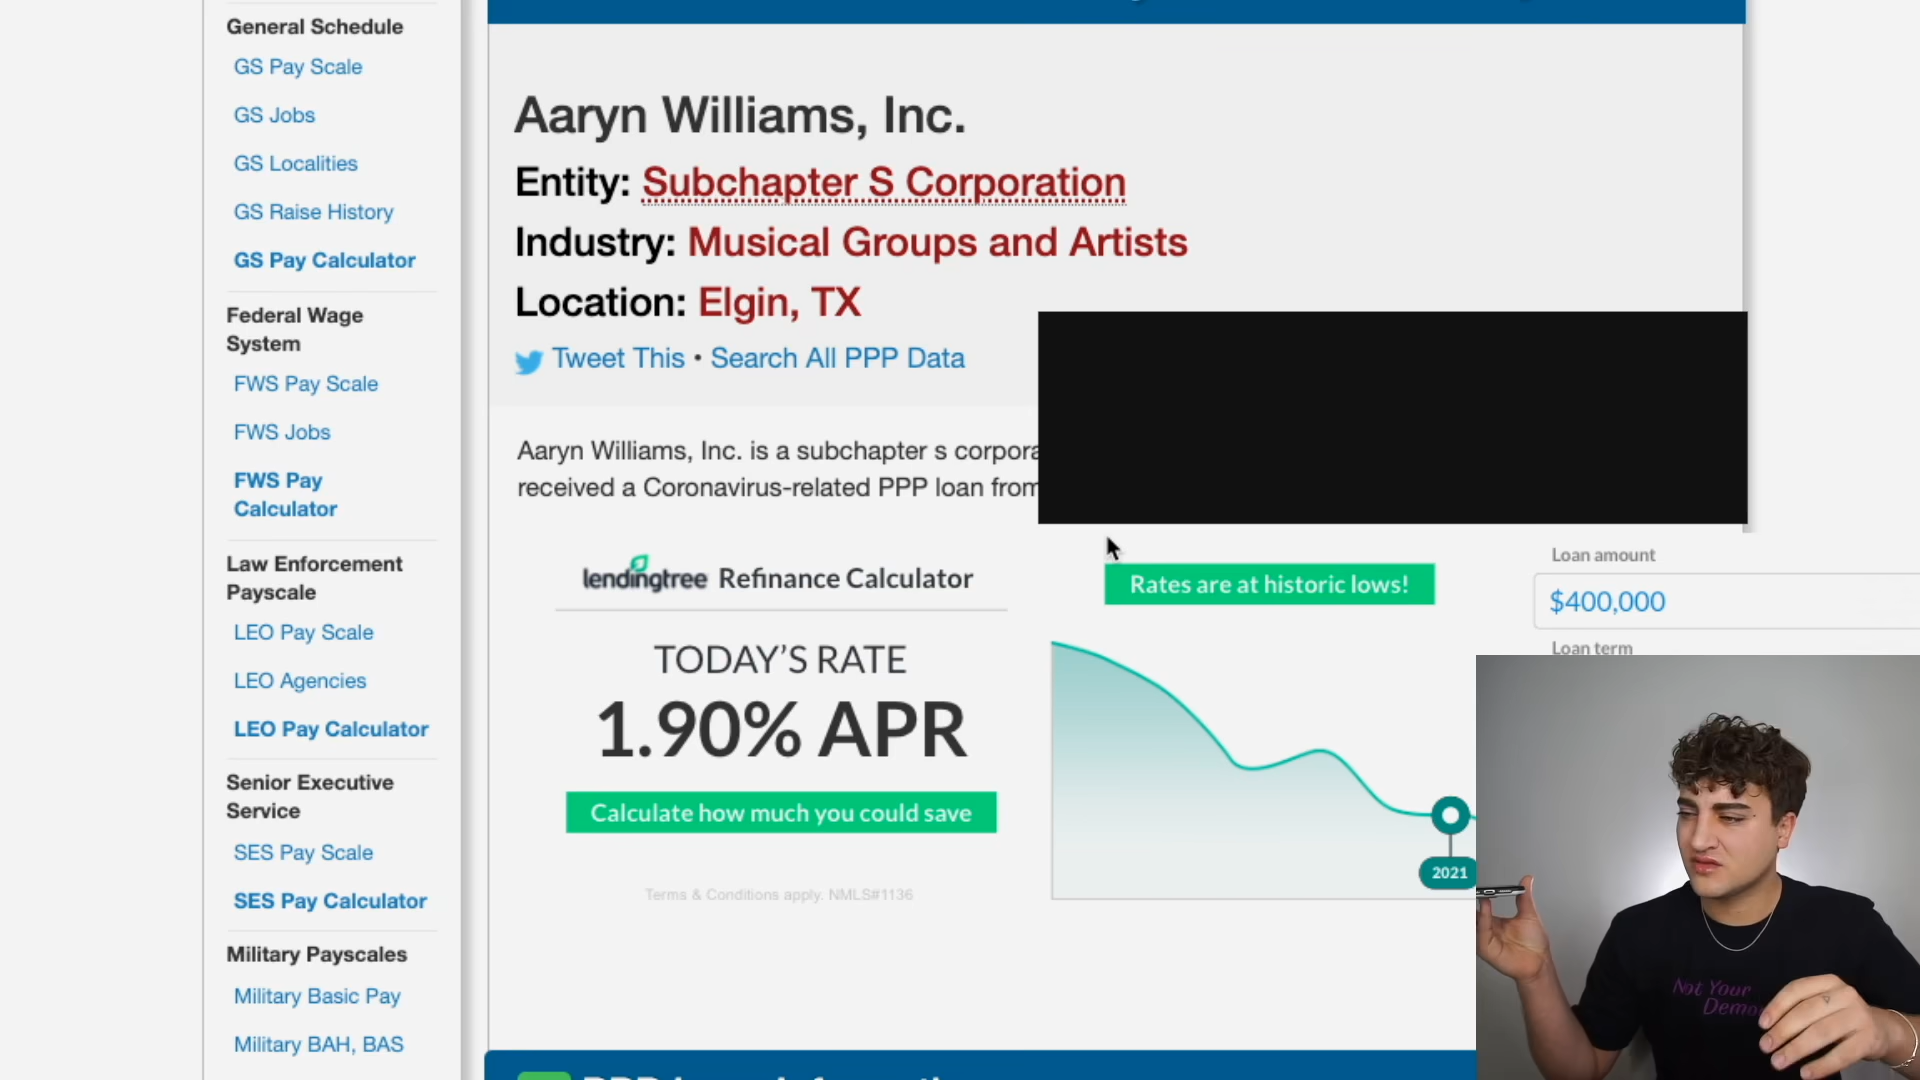 General Schedule
GS Pay Scale
GS Jobs
GS Localities
GS Raise History
GS Pay Calculator
Federal Wage
System
FWS Pay Scale
FWS Jobs
FWS Pay
Calculator
Law Enforcement
Payscale
LEO Pay Scale
LEO Agencies
LEO Pay Calculator
Senior Executive
Service
SES Pay Scale
SES Pay Calculator
Military Payscales
Military Basic Pay
Military BAH, BAS
Aaryn Williams, Inc.
Entity: Subchapter S Corporation
Industry: Musical Groups and Artists
Location: Elgin, TX
Tweet This • Search All PPP Data
Aaryn Williams, Inc. is a subchapter s corpora
received a Coronavirus-related PPP loan from
lendingtree Refinance Calculator
TODAY'S RATE
1.90% APR
Calculate how much you could save
Terms & Conditions apply. NMLS#1136
Rates are at historic lows!
2021
Loan amount
$400,000
Loan term
Not Your
Demo